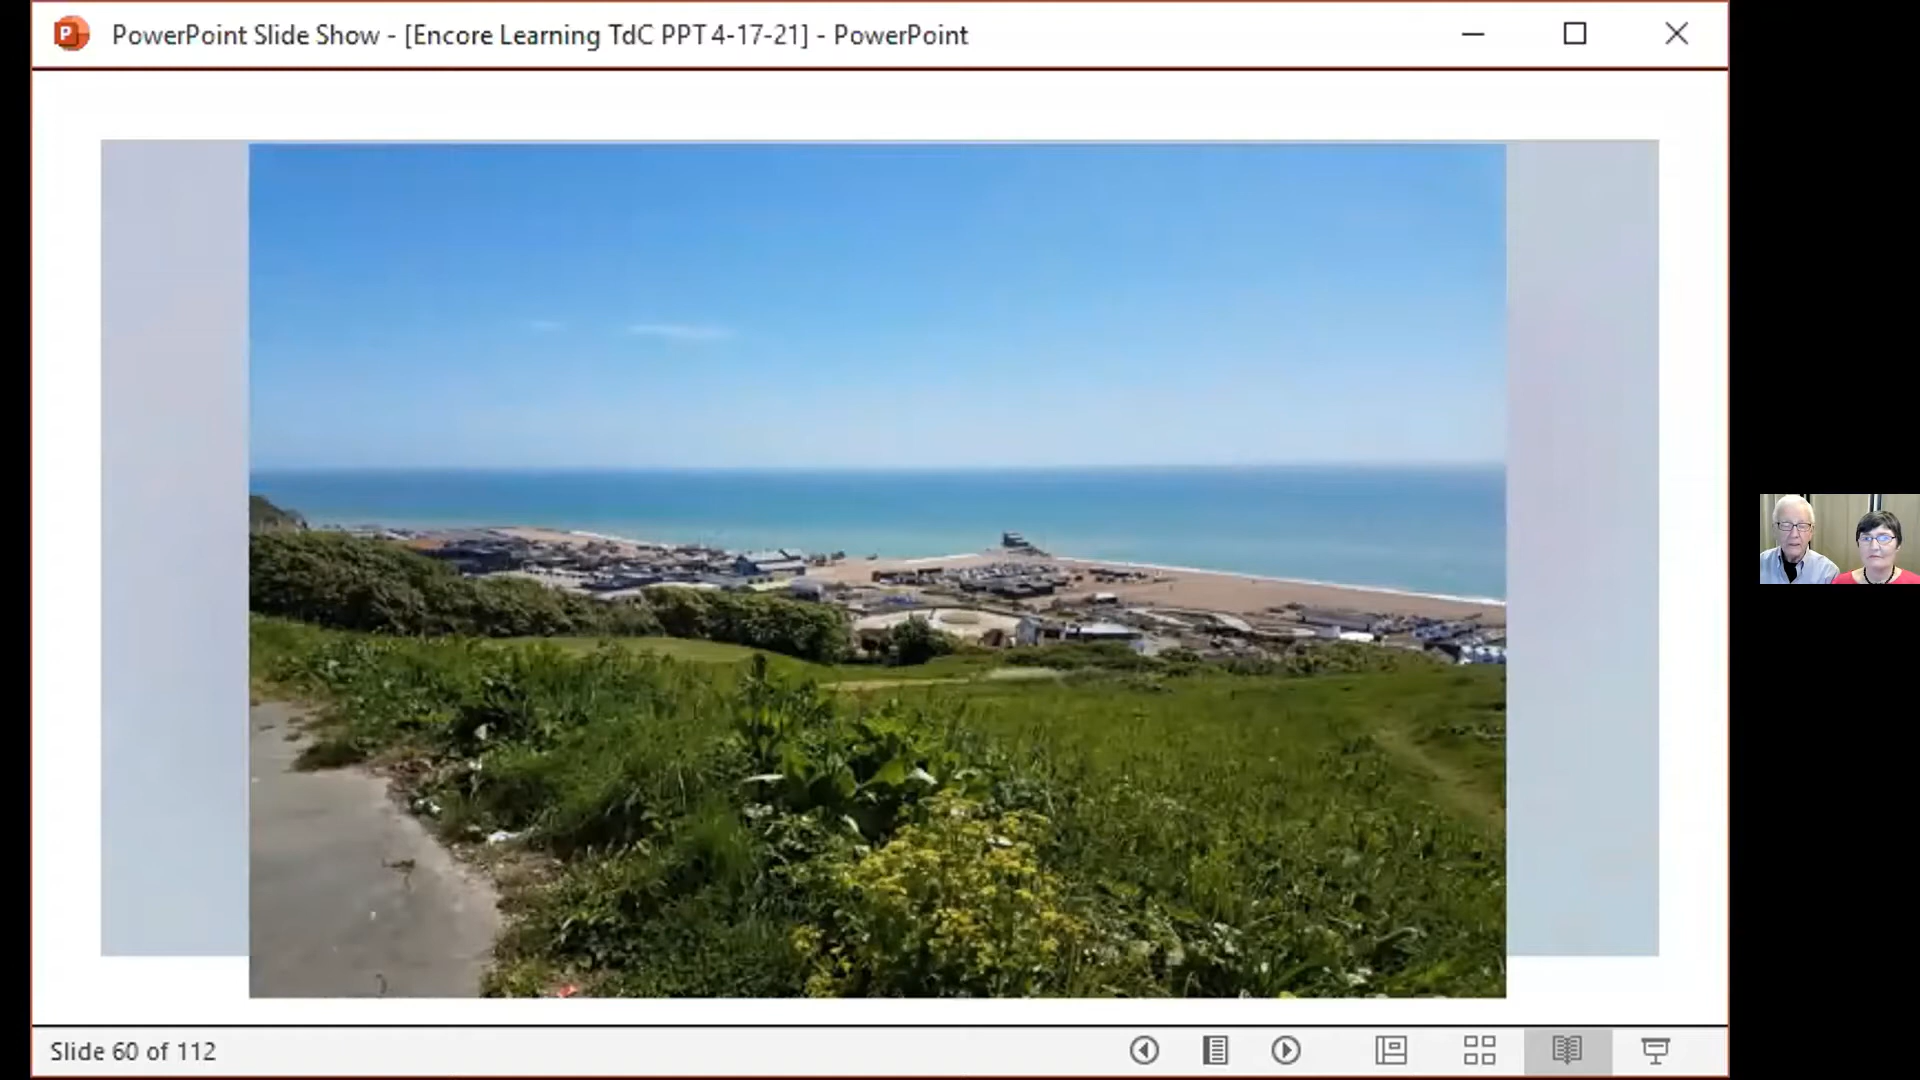 PowerPoint Slide Show - [Encore Learning TdC PPT 4-17-21] - PowerPoint
Slide 60 of 112